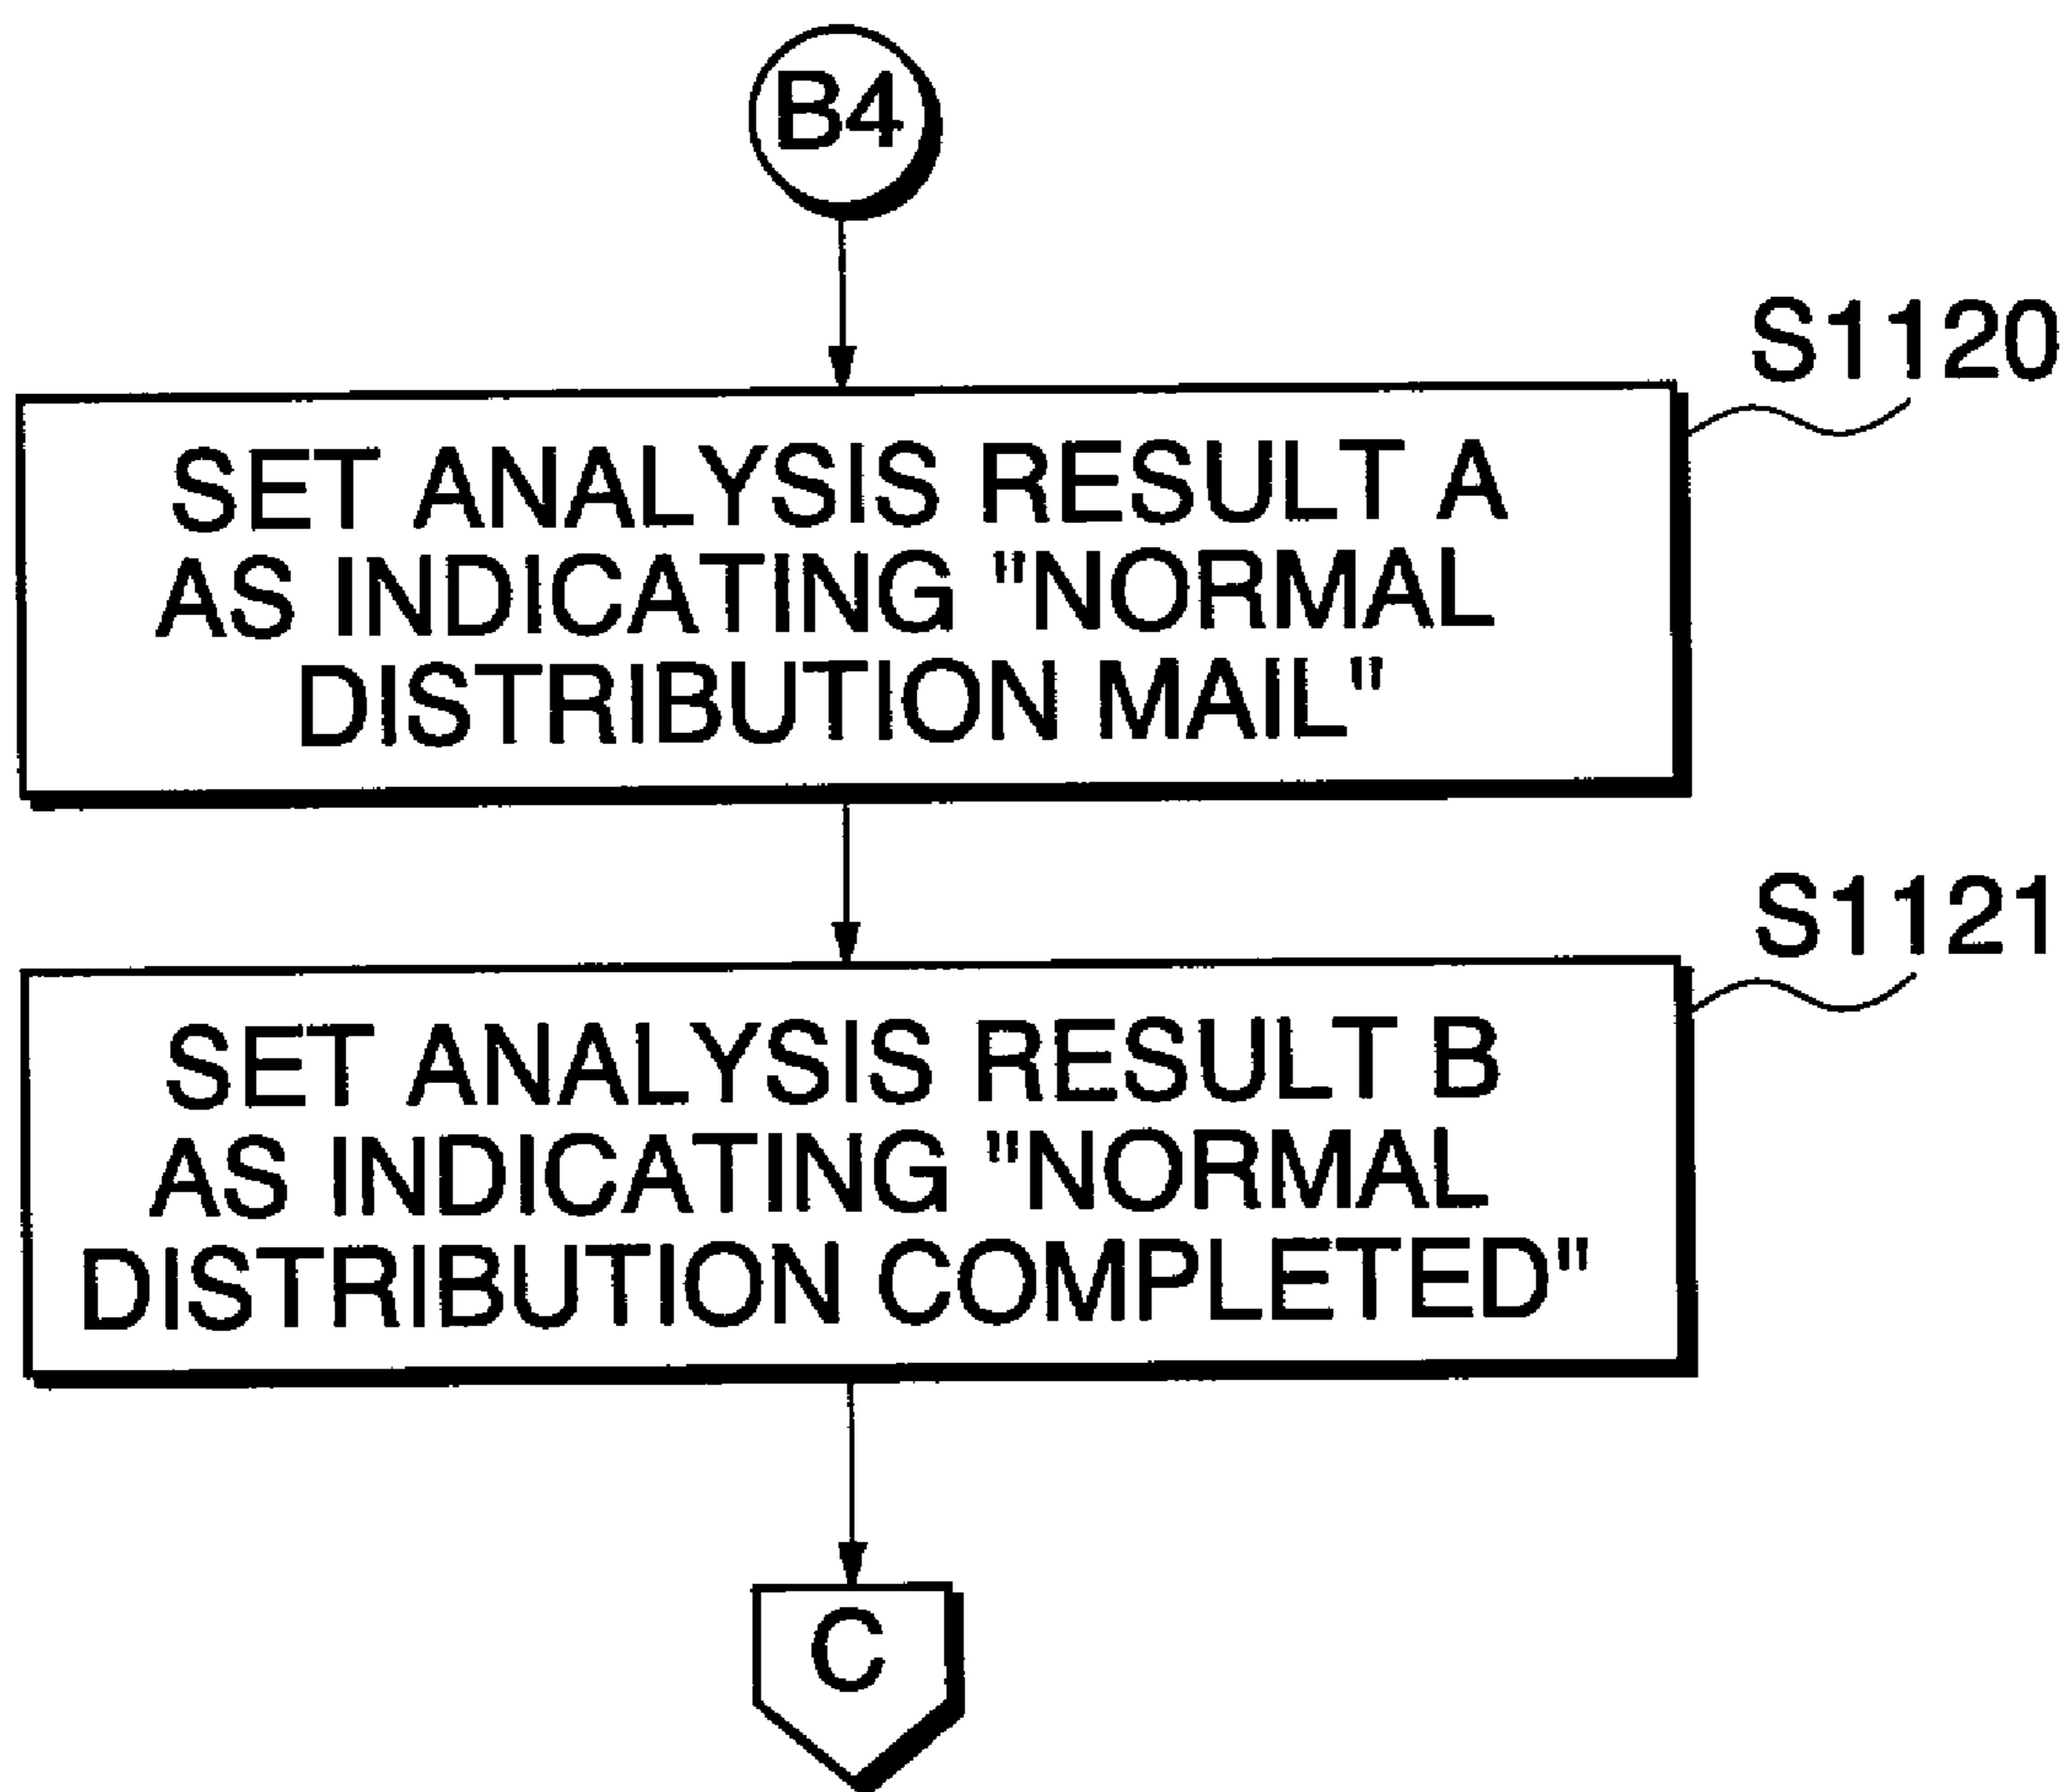 B4
S1120
SET ANALYSIS RESULT A
AS INDICATING "NORMAL
DISTRIBUTION MAIL"
S1121
SET ANALYSIS RESULT B
AS INDICATING "NORMAL
DISTRIBUTION COMPLETED"
C